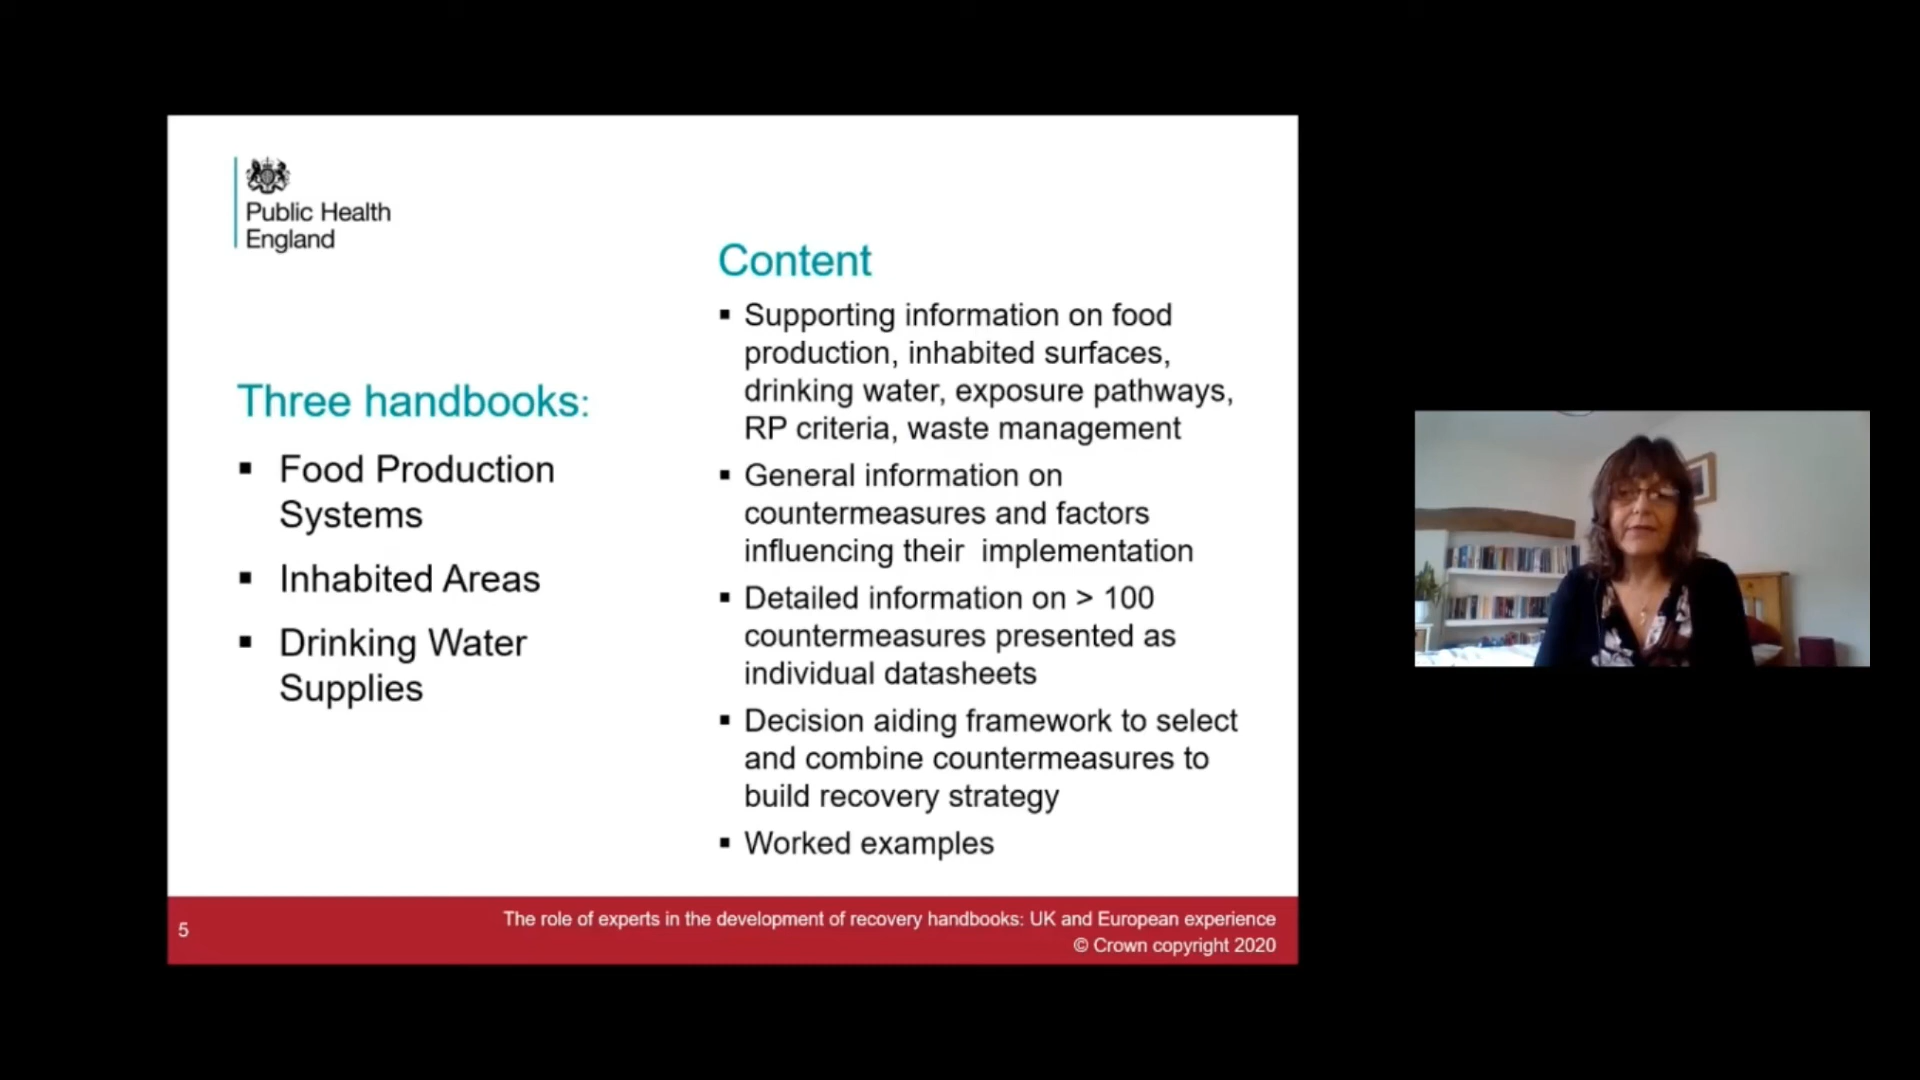 Public Health
England
Three handbooks:
▪ Food Production
Systems
▪ Inhabited Areas
▪ Drinking Water
Supplies
Content
▪ Supporting information on food
production, inhabited surfaces,
drinking water, exposure pathways,
RP criteria, waste management
▪ General information on
countermeasures and factors
influencing their implementation
▪ Detailed information on > 100
countermeasures presented as
individual datasheets
▪ Decision aiding framework to select
and combine countermeasures to
build recovery strategy
▪ Worked examples
5
The role of experts in the development of recovery handbooks: UK and European experience
© Crown copyright 2020